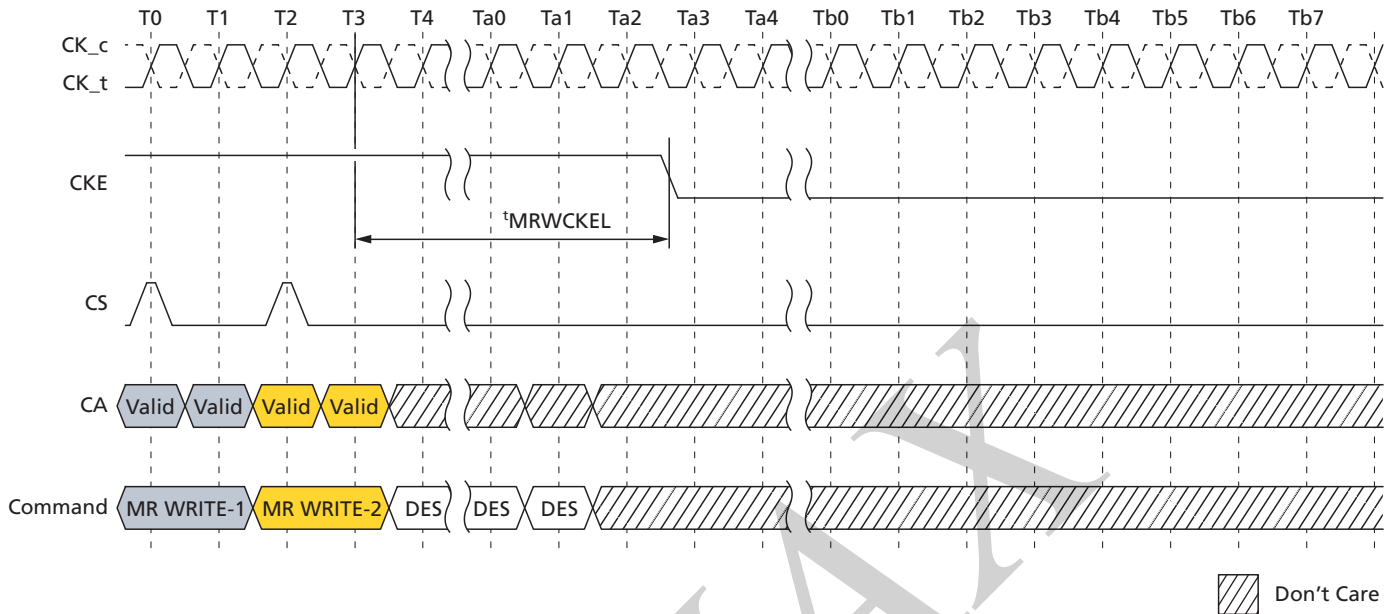 T0 T1 T2 T3 T4 Ta0 Ta1 Ta2 Ta3 Ta4 Tb0 Tb1 Tb2 Tb3 Tb4 Tb5 Tb6 Tb7
CK_c
CK_t
CKE
tMRWCKEL
CS
CA Valid Valid Valid Valid
Command MR WRITE-1 MR WRITE-2 DES DES DES
Don't Care